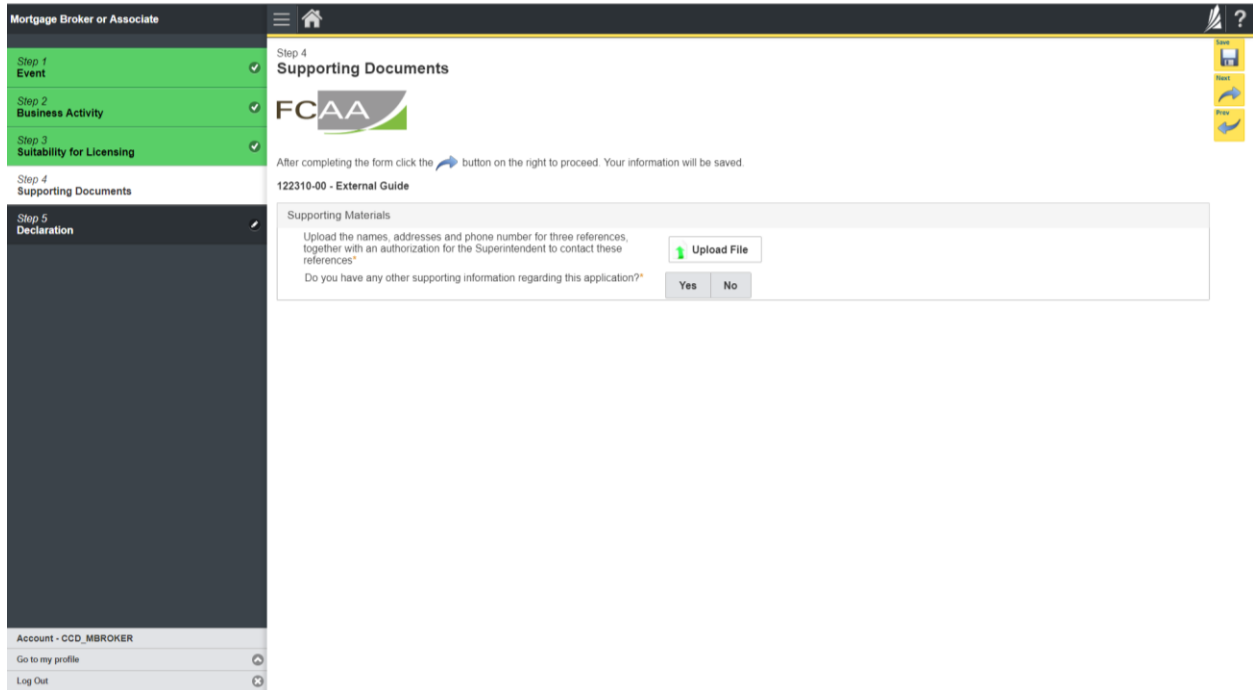 Mortgage Broker or Associate
?
Step 1
Event
Step 2
Business Activity
Step 3
Suitability for Licensing
Step 4
Supporting Documents
Step 5
Declaration
Account - CCD_MBROKER
Go to my profile
Log Out
Step 4
Supporting Documents
FCAA
After completing the form click the button on the right to proceed. Your information will be saved.
122310-00 - External Guide
Supporting Materials
Upload the names, addresses and phone number for three references,
together with an authorization for the Superintendent to contact these
references*
Upload File
Do you have any other supporting information regarding this application?*
Yes No
Save
Next
Prev